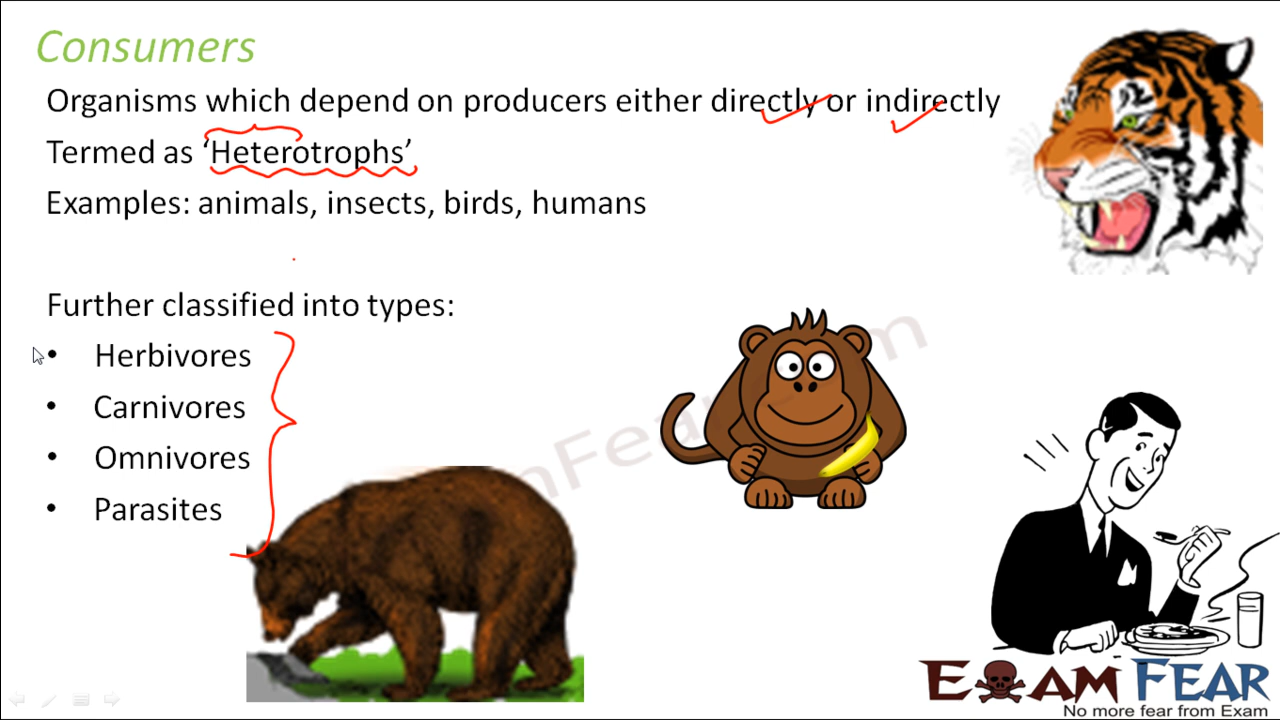 Consumers
Organisms which depend on producers either directly or indirectly
Termed as ‘Heterotrophs’
Examples: animals, insects, birds, humans
Further classified into types:
• Herbivores
• Carnivores
• Omnivores
• Parasites
EXAM FEAR
No more fear from Exam